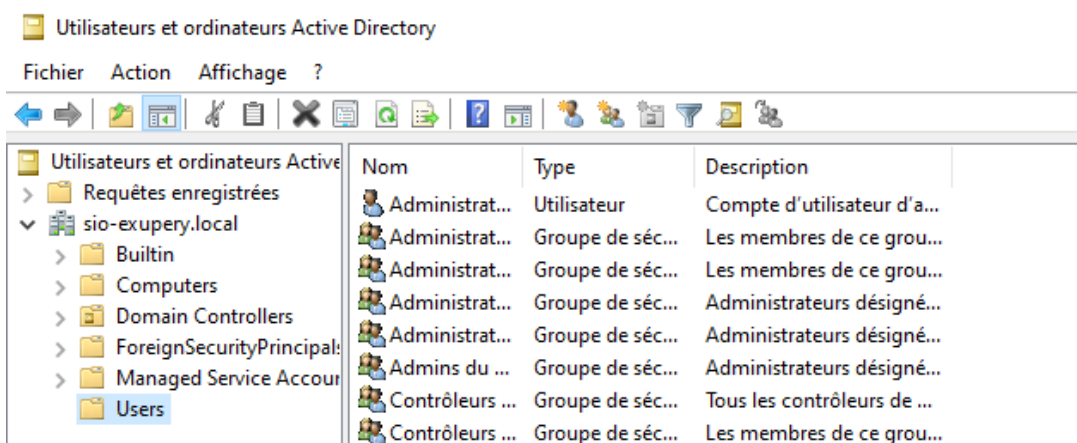 Utilisateurs et ordinateurs Active Directory
Fichier Action Affichage ?
Utilisateurs et ordinateurs Active
Requêtes enregistrées
sio-exupery.local
Builtin
Computers
Domain Controllers
ForeignSecurityPrincipals
Managed Service Accour
Users
Nom Type Description
Administrat... Utilisateur Compte d'utilisateur d'a...
Administrat... Groupe de séc... Les membres de ce grou...
Administrat... Groupe de séc... Les membres de ce grou...
Administrat... Groupe de séc... Administrateurs désigné...
Administrat... Groupe de séc... Administrateurs désigné...
Admins du ... Groupe de séc... Administrateurs désigné...
Contrôleurs ... Groupe de séc... Tous les contrôleurs de ...
Contrôleurs ... Groupe de séc... Les membres de ce grou...